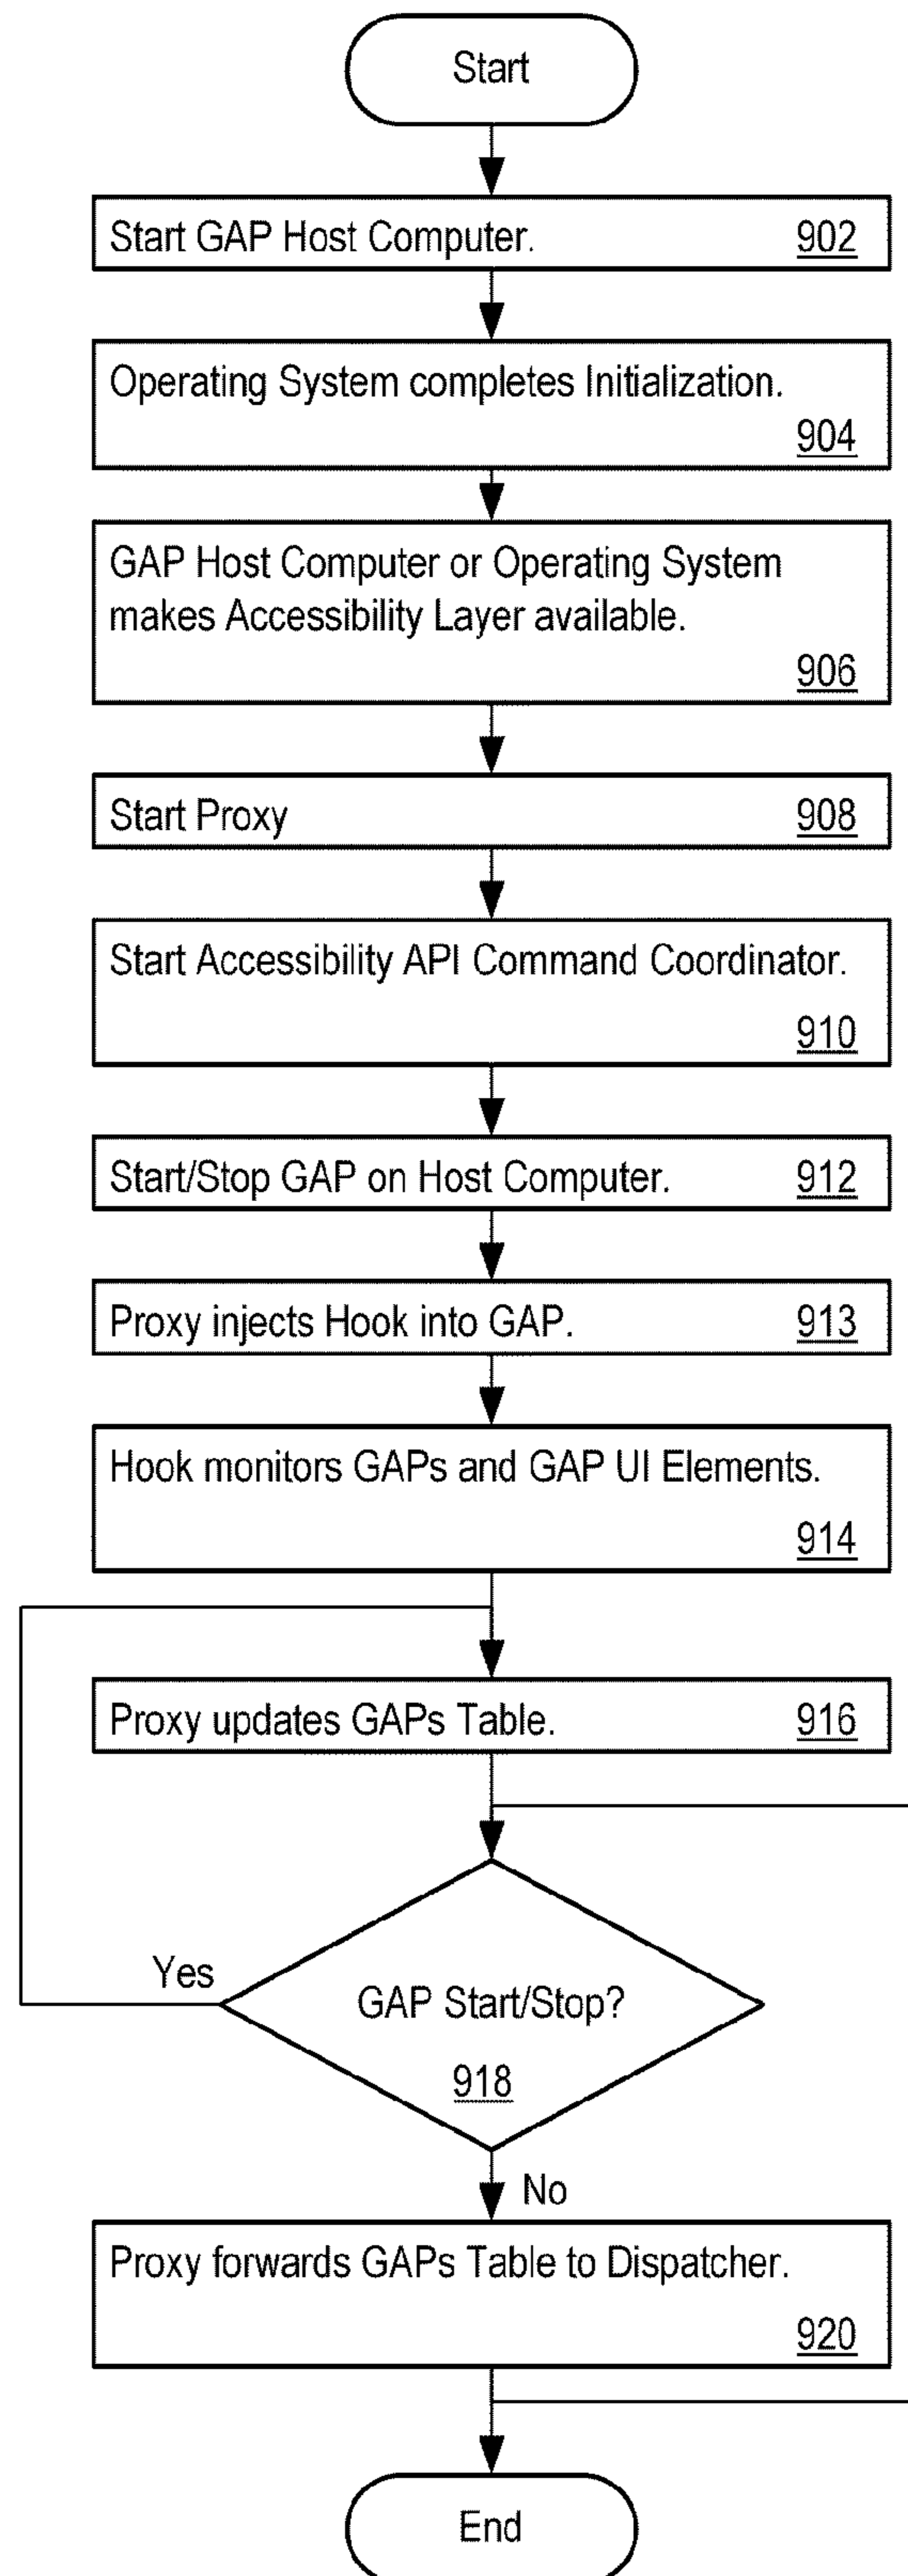 Start
Start GAP Host Computer. 902
Operating System completes Initialization.
904
GAP Host Computer or Operating System
makes Accessibility Layer available.
906
Start Proxy 908
Start Accessibility API Command Coordinator.
910
Start/Stop GAP on Host Computer. 912
Proxy injects Hook into GAP. 913
Hook monitors GAPs and GAP UI Elements.
914
Proxy updates GAPs Table. 916
Yes
GAP Start/Stop?
918
No
Proxy forwards GAPs Table to Dispatcher.
920
End